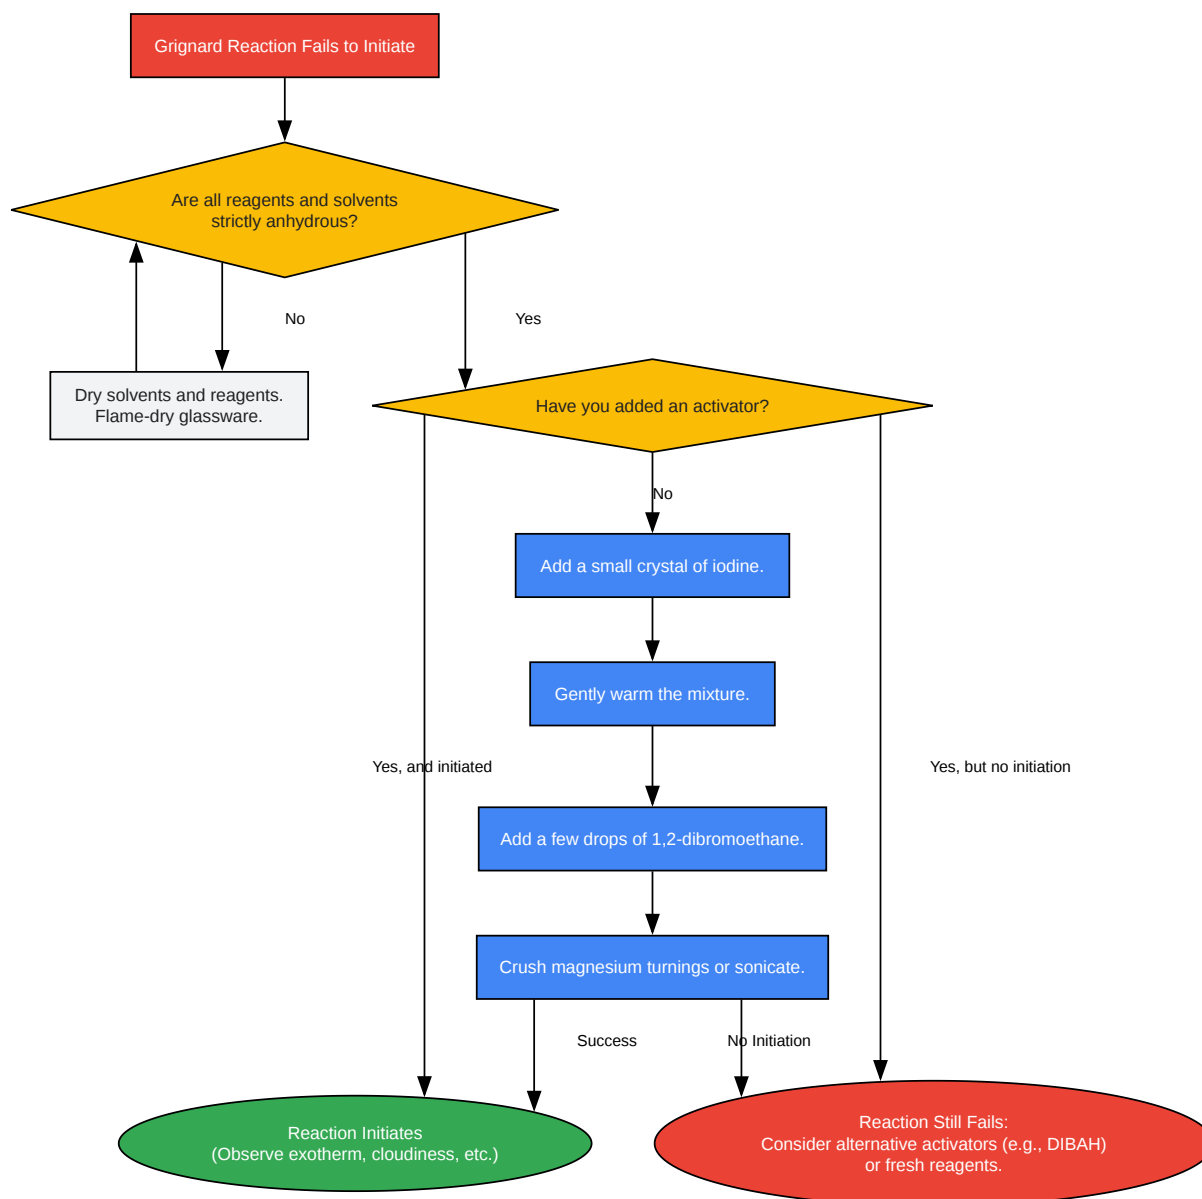 Grignard Reaction Fails to Initiate
Are all reagents and solvents
strictly anhydrous?
No
Yes
Dry solvents and reagents.
Flame-dry glassware.
Have you added an activator?
No
Add a small crystal of iodine.
Gently warm the mixture.
Yes, and initiated
Yes, but no initiation
Add a few drops of 1,2-dibromoethane.
Crush magnesium turnings or sonicate.
Success
No Initiation
Reaction Initiates
(Observe exotherm, cloudiness, etc.)
Reaction Still Fails:
Consider alternative activators (e.g., DIBAH)
or fresh reagents.